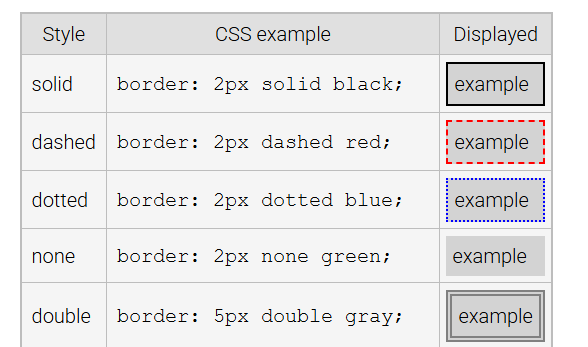 Style CSS example Displayed
solid border: 2px solid black; example
dashed border: 2px dashed red; example
dotted border: 2px dotted blue; example
none border: 2px none green; example
double border: 5px double gray; example